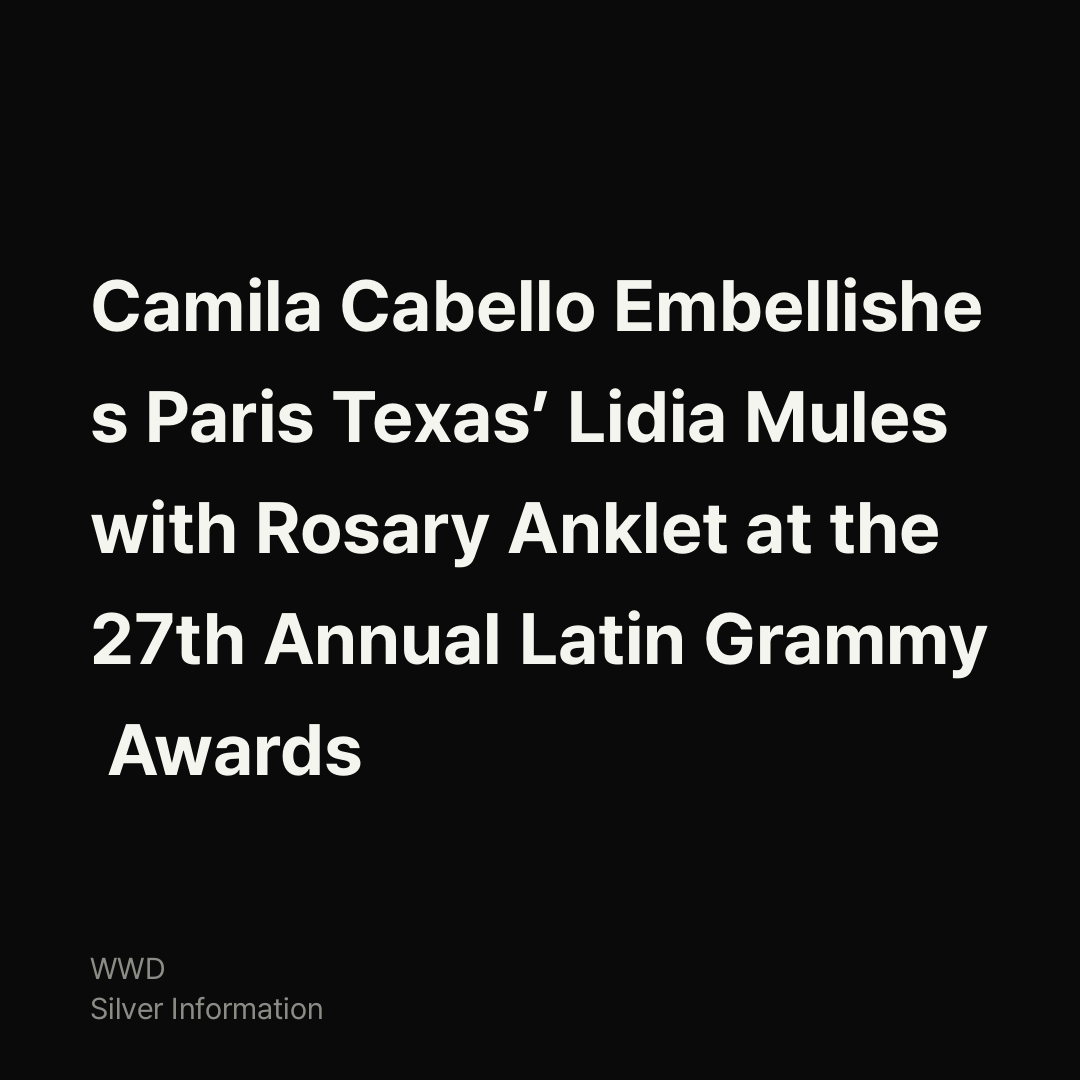 Camila Cabello Embellishe
s Paris Texas’ Lidia Mules
with Rosary Anklet at the
27th Annual Latin Grammy
Awards
WWD
Silver Information